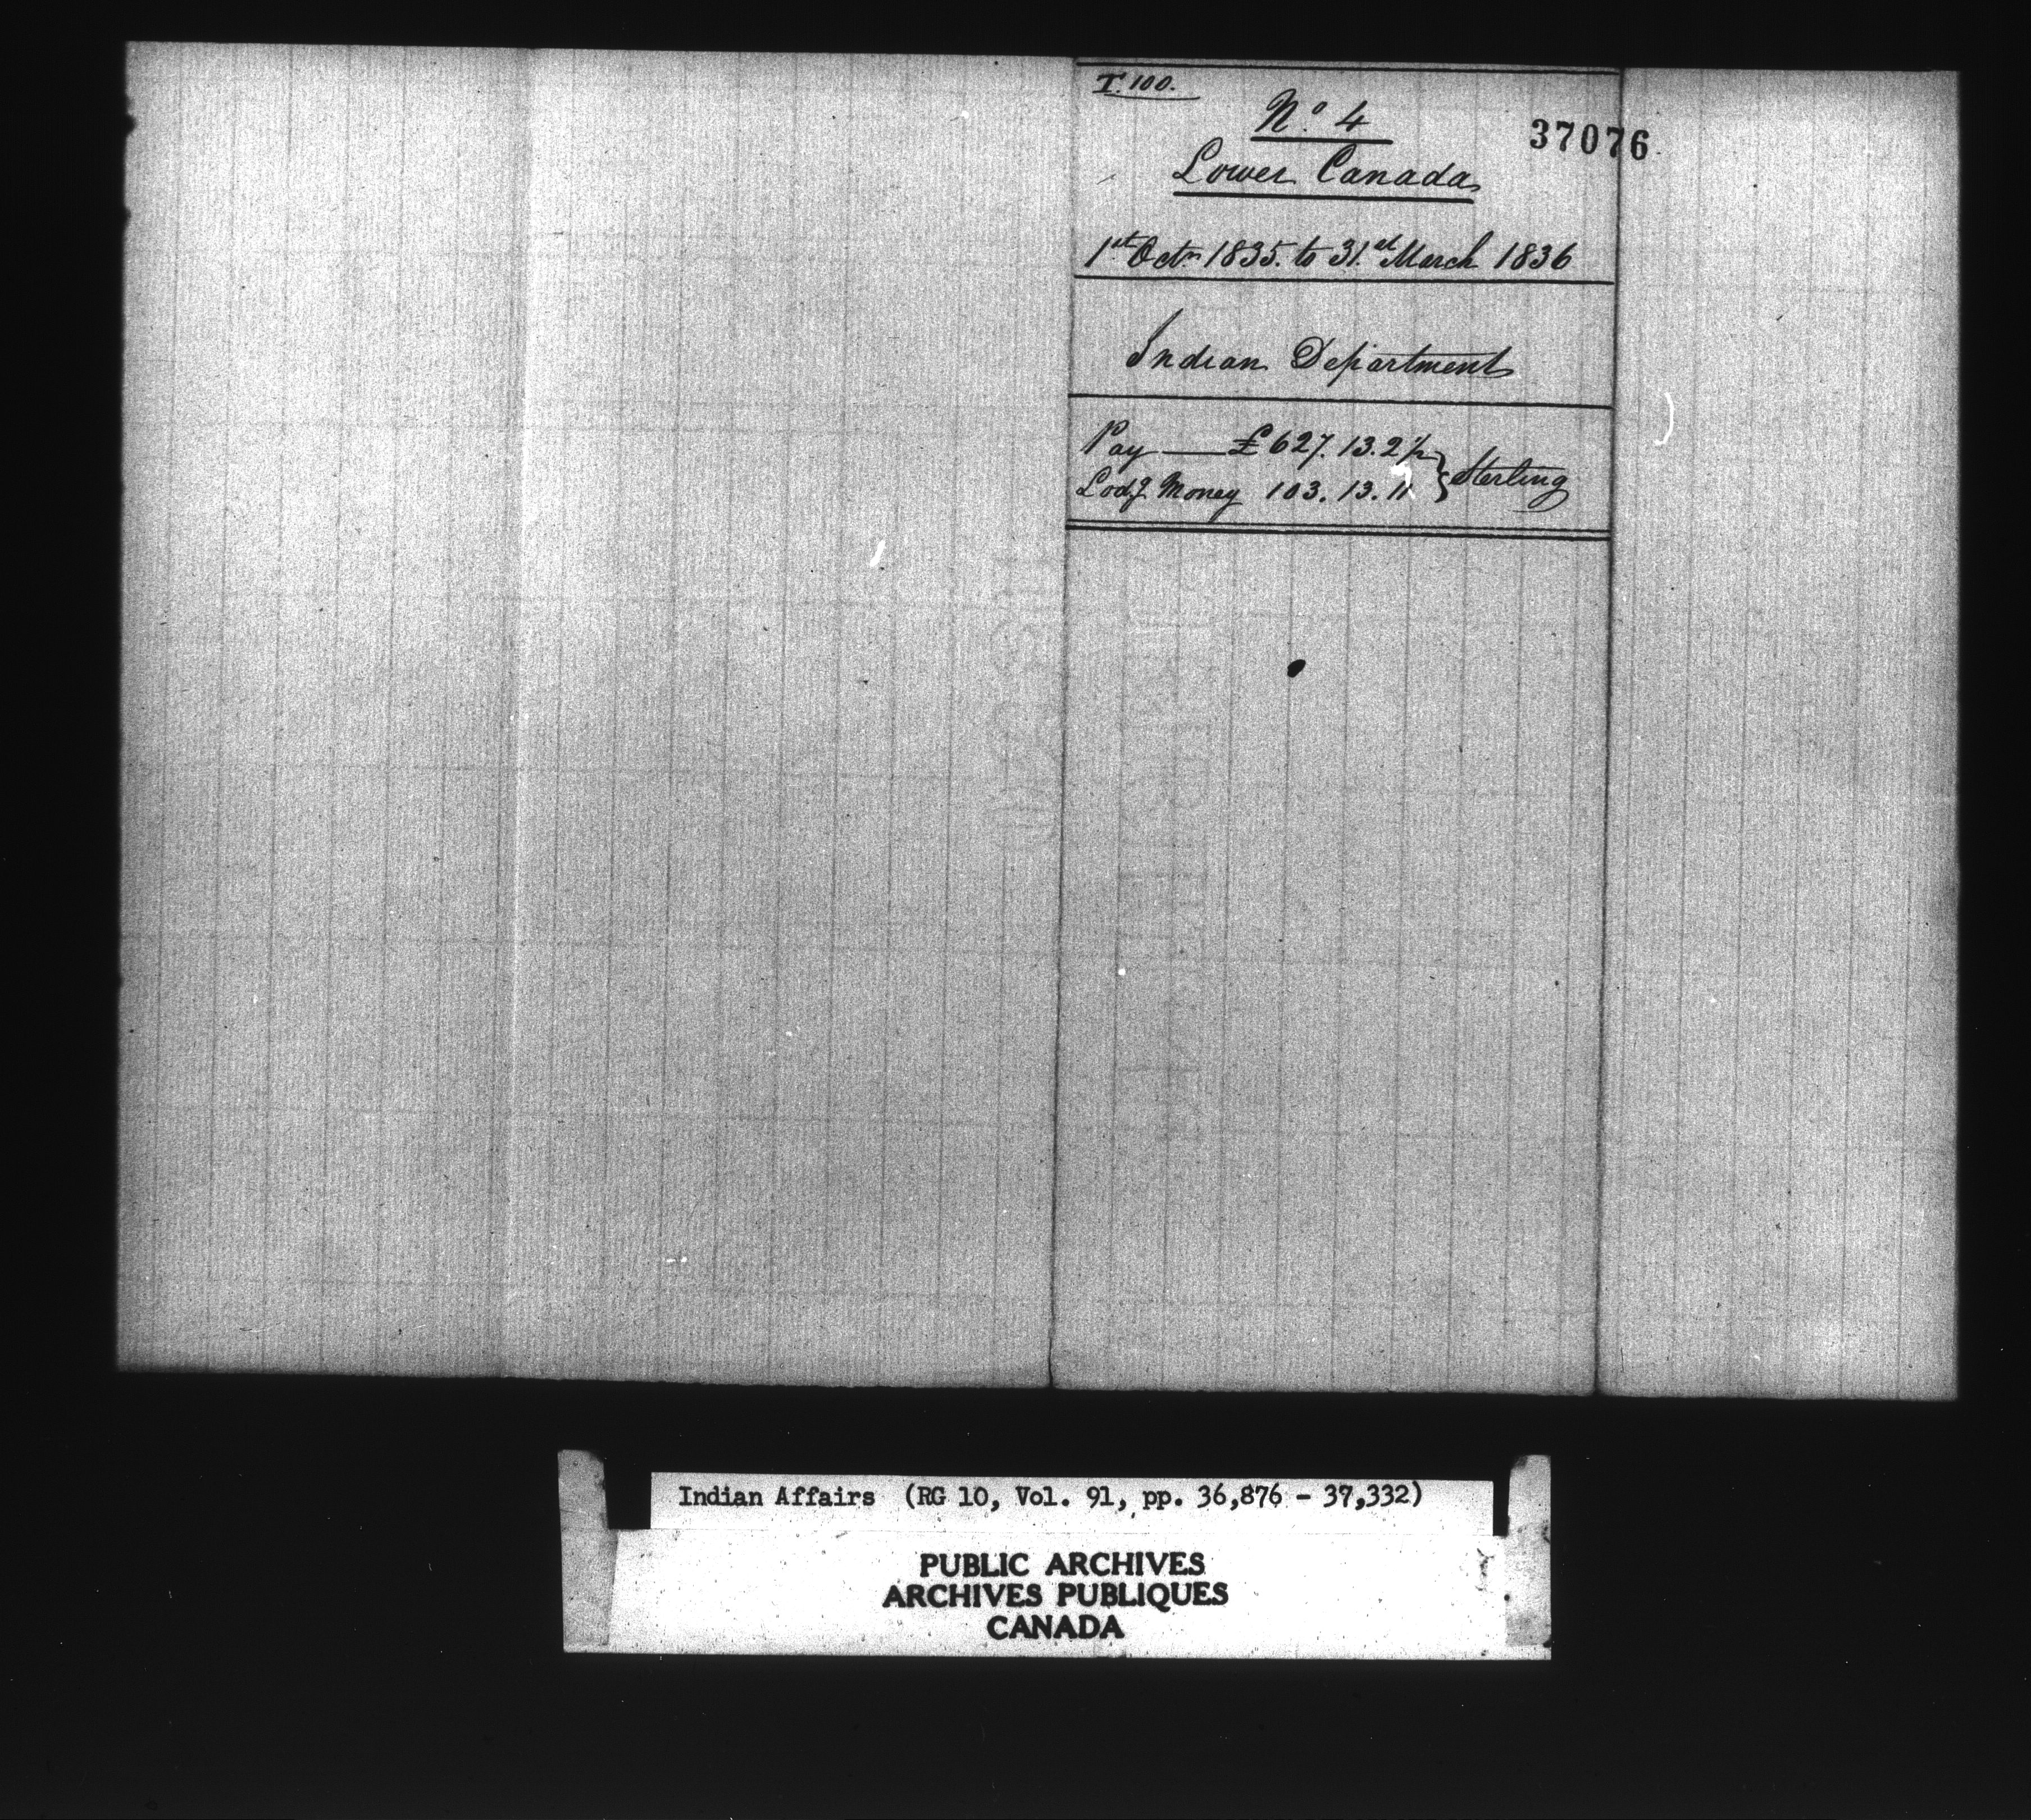 T. 100.
No. 4
37076
Lower Canada
1st Octr 1835. to 31st March 1836
Indian Department
Pay — £627. 13. 2½ } Sterling
Lodg Money 103. 13. 11
Indian Affairs (RG 10, Vol. 91, pp. 36,876 - 37,332)
PUBLIC ARCHIVES
ARCHIVES PUBLIQUES
CANADA